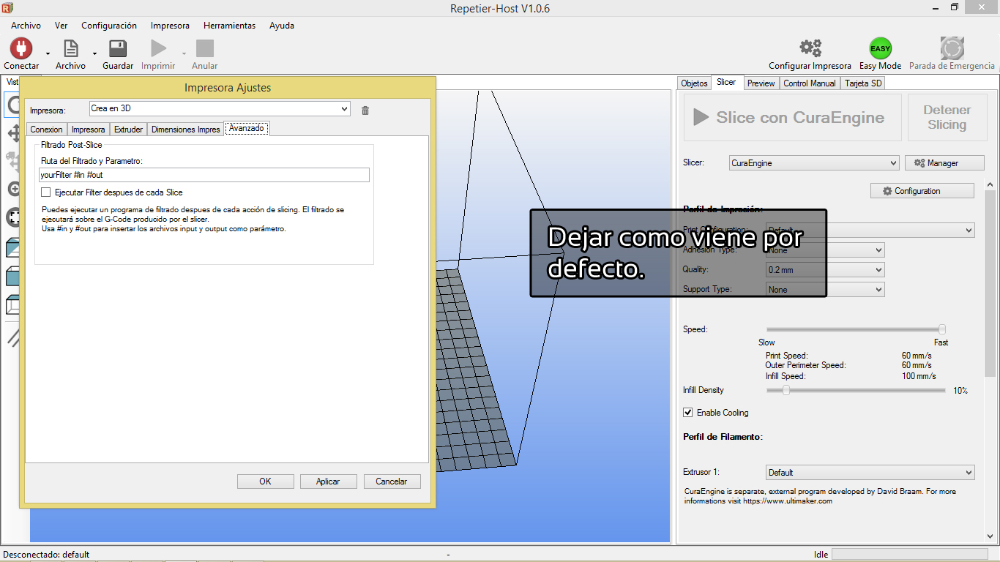 Repetier-Host V1.0.6
Archivo Ver Configuración Impresora Herramientas Ayuda
Conectar Archivo Guardar Imprimir Anular
EASY
Configurar Impresora Easy Mode Parada de Emergencia
Vist
Impresora Ajustes
Impresora: Crea en 3D
Conexion Impresora Extruder Dimensiones Impres Avanzado
Filtrado Post-Slice
Ruta del Filtrado y Parametro:
yourFilter #in #out
Ejecutar Filter despues de cada Slice
Puedes ejecutar un programa de filtrado despues de cada acción de slicing. El filtrado se
ejecutará sobre el G-Code producido por el slicer.
Usa #in y #out para insertar los archivos input y output como parámetro.
OK Aplicar Cancelar
Dejar como viene por
defecto.
Objetos Slicer Preview Control Manual Tarjeta SD
Slice con CuraEngine
Detener
Slicing
Slicer: CuraEngine Manager
Configuration
Perfil de Impresión:
Print Configuration: Default
Adhesion Type: None
Quality: 0.2 mm
Support Type: None
Speed:
Slow Fast
Print Speed: 60 mm/s
Outer Perimeter Speed: 60 mm/s
Infill Speed: 100 mm/s
Infill Density 10%
Enable Cooling
Perfil de Filamento:
Extrusor 1: Default
CuraEngine is separate, external program developed by David Braam. For more
informations visit https://www.ultimaker.com
Desconectado: default - Idle